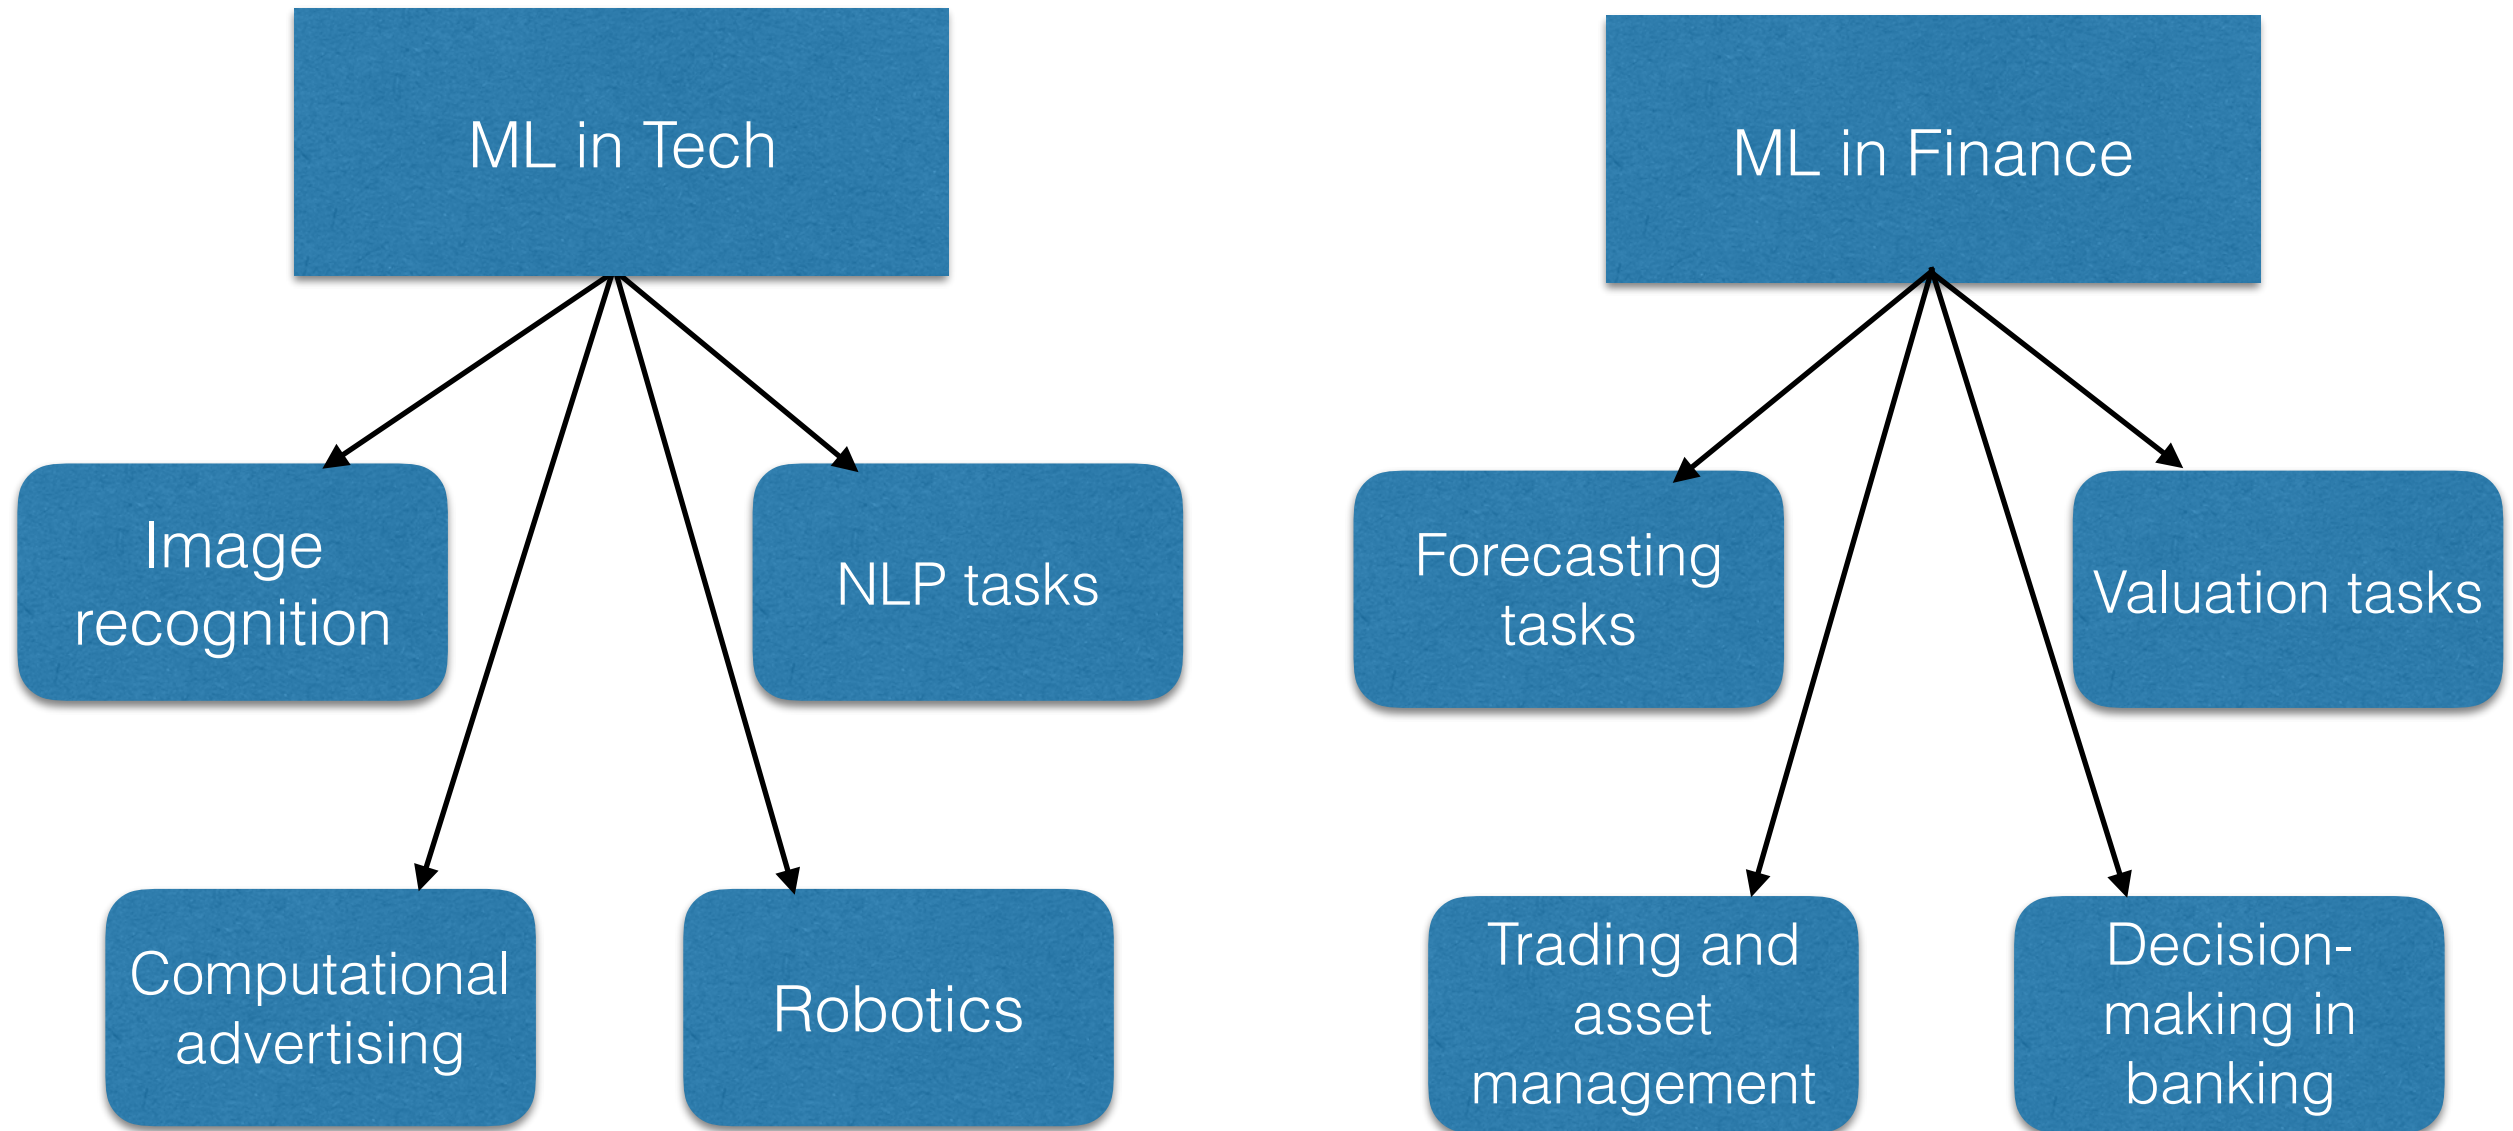 ML in Tech
Image
recognition
NLP tasks
Computational
advertising
Robotics
ML in Finance
Forecasting
tasks
Valuation tasks
Trading and
asset
management
Decision-
making in
banking